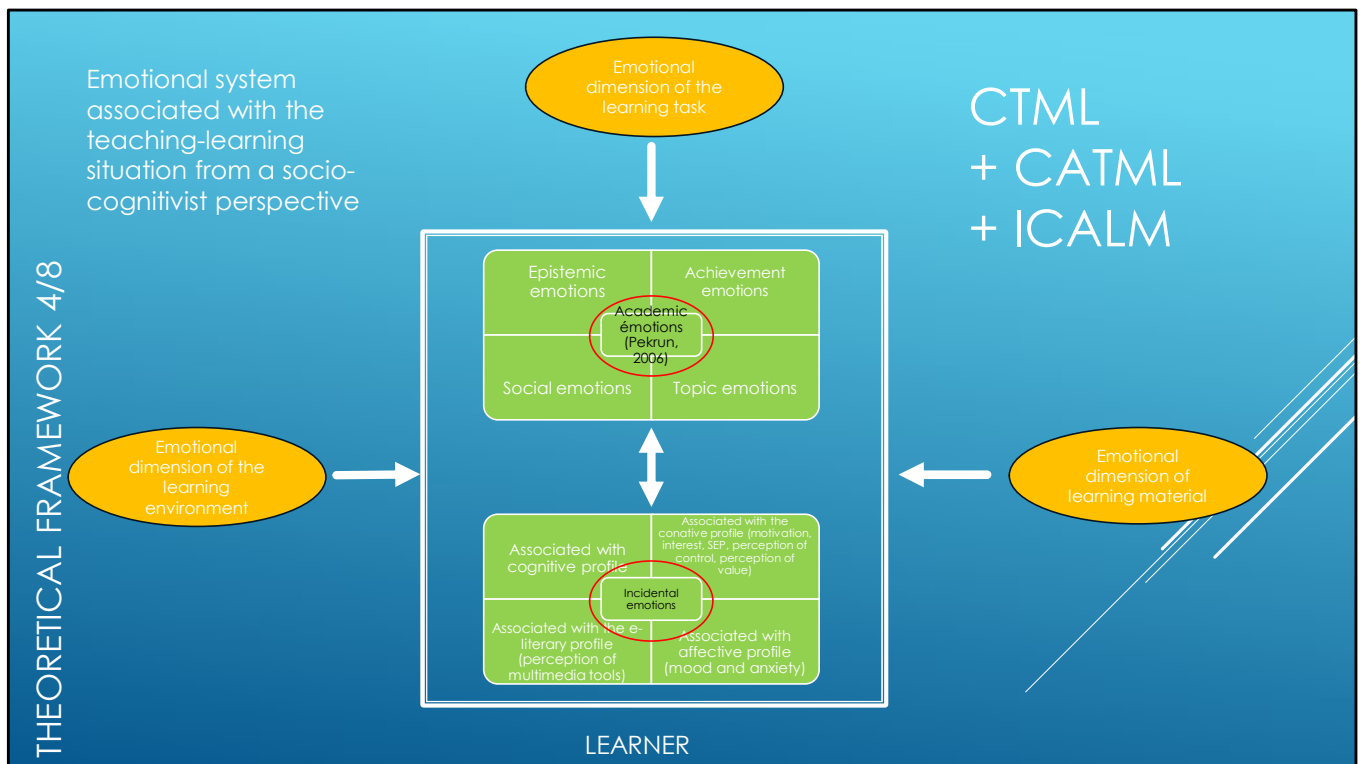 Emotional system
associated with the
teaching-learning
situation from a socio-
cognitivist perspective
Emotional
dimension of the
learning task
CTML
+ CATML
+ ICALM
THEORETICAL FRAMEWORK 4/8
Epistemic
emotions
Achievement
emotions
Academic
émotions
(Pekrun,
2006)
Social emotions
Topic emotions
Emotional
dimension of the
learning
environment
Emotional
dimension of
learning material
Associated with
cognitive profile
Associated with the
conative profile (motivation,
interest, SEP, perception of
control, perception of
value)
Incidental
emotions
Associated with the e-
literary profile
(perception of
multimedia tools)
Associated with
affective profile
(mood and anxiety)
LEARNER